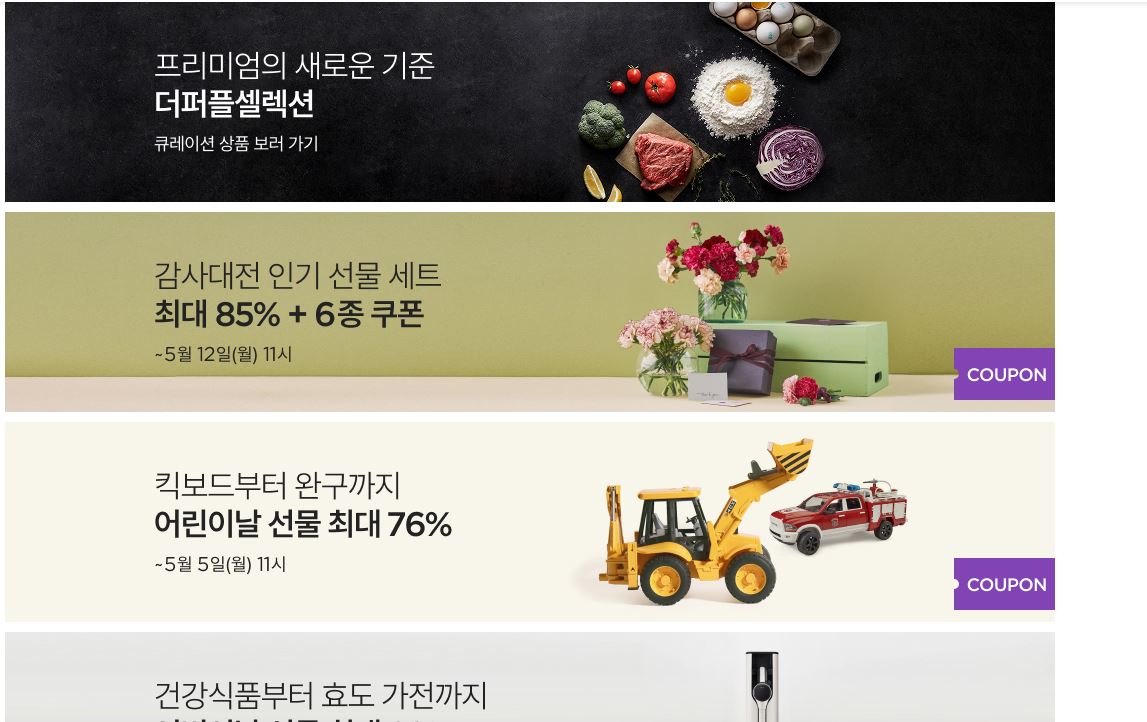 프리미엄의 새로운 기준
더퍼플셀렉션
큐레이션 상품 보러 가기
감사대전 인기 선물 세트
최대 85% + 6종 쿠폰
~5월 12일(월) 11시
COUPON
킥보드부터 완구까지
어린이날 선물 최대 76%
~5월 5일(월) 11시
COUPON
건강식품부터 효도 가전까지